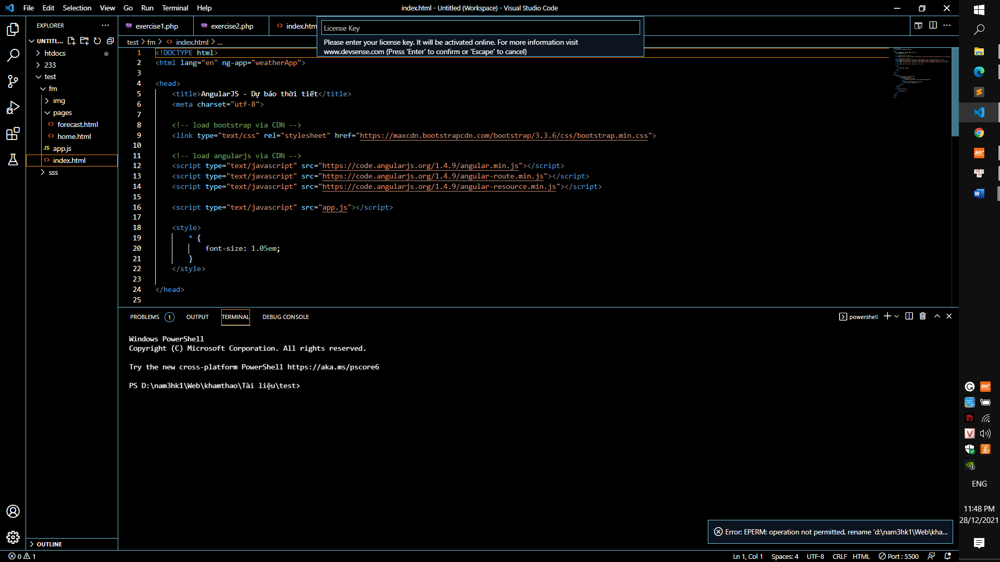 File Edit Selection View Go Run Terminal Help
index.html - Untitled (Workspace) - Visual Studio Code
EXPLORER
exercise1.php
exercise2.php
index.htm
License Key
Please enter your license key. It will be activated online. For more information visit
www.devsense.com (Press 'Enter' to confirm or 'Escape' to cancel)
UNTITL...
htdocs
233
test
fm
img
pages
forecast.html
home.html
JS app.js
index.html
sss
OUTLINE
test > fm > index.html > ...
1 <!DOCTYPE html>
2 <html lang="en" ng-app="weatherApp">
3
4 <head>
5 <title>AngularJS - Dự báo thời tiết</title>
6 <meta charset="utf-8">
7
8 <!-- load bootstrap via CDN -->
9 <link type="text/css" rel="stylesheet" href="https://maxcdn.bootstrapcdn.com/bootstrap/3.3.6/css/bootstrap.min.css">
10
11 <!-- load angularjs via CDN -->
12 <script type="text/javascript" src="https://code.angularjs.org/1.4.9/angular.min.js"></script>
13 <script type="text/javascript" src="https://code.angularjs.org/1.4.9/angular-route.min.js"></script>
14 <script type="text/javascript" src="https://code.angularjs.org/1.4.9/angular-resource.min.js"></script>
15
16 <script type="text/javascript" src="app.js"></script>
17
18 <style>
19 * {
20 font-size: 1.05em;
21 }
22 </style>
23
24 </head>
25
PROBLEMS 1 OUTPUT TERMINAL DEBUG CONSOLE
powershell
Windows PowerShell
Copyright (C) Microsoft Corporation. All rights reserved.
Try the new cross-platform PowerShell https://aka.ms/pscore6
PS D:\nam3hk1\Web\khamthao\Tài liệu\test>
Error: EPERM: operation not permitted, rename 'd:\nam3hk1\Web\kha...
0 1
Ln 1, Col 1 Spaces: 4 UTF-8 CRLF HTML Port : 5500
ENG
11:48 PM
28/12/2021